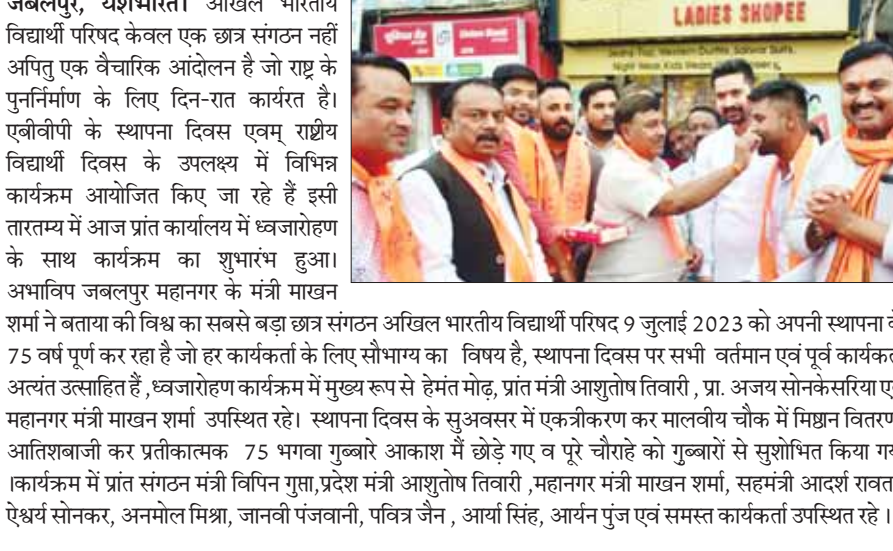 जबलपुर, यशभारत। अखिल भारतीय
विद्यार्थी परिषद केवल एक छात्र संगठन नहीं
अपितु एक वैचारिक आंदोलन है जो राष्ट्र के
पुनर्निर्माण के लिए दिन-रात कार्यरत है।
एबीवीपी के स्थापना दिवस एवम् राष्ट्रीय
विद्यार्थी दिवस के उपलक्ष्य में विभिन्न
कार्यक्रम आयोजित किए जा रहे हैं इसी
तारतम्य में आज प्रांत कार्यालय में ध्वजारोहण
के साथ कार्यक्रम का शुभारंभ हुआ।
अभाविप जबलपुर महानगर के मंत्री माखन
शर्मा ने बताया की विश्व का सबसे बड़ा छात्र संगठन अखिल भारतीय विद्यार्थी परिषद 9 जुलाई 2023 को अपनी स्थापना के
75 वर्ष पूर्ण कर रहा है जो हर कार्यकर्ता के लिए सौभाग्य का विषय है, स्थापना दिवस पर सभी वर्तमान एवं पूर्व
अत्यंत उत्साहित हैं ,ध्वजारोहण कार्यक्रम में मुख्य रूप से हेमंत मोढ़, प्रांत मंत्री आशुतोष तिवारी , प्रा. अजय सोनकेसरिया
महानगर मंत्री माखन शर्मा उपस्थित रहे। स्थापना दिवस के सुअवसर में एकत्रीकरण कर मालवीय चौक में मिष्ठान वितरण
आतिशबाजी कर प्रतीकात्मक 75 भगवा गुब्बारे आकाश मैं छोड़े गए व पूरे चौराहे को गुब्बारों से सुशोभित किया
।कार्यक्रम में प्रांत संगठन मंत्री विपिन गुप्ता,प्रदेश मंत्री आशुतोष तिवारी ,महानगर मंत्री माखन शर्मा, सहमंत्री आदर्श रावत
ऐश्वर्य सोनकर, अनमोल मिश्रा, जानवी पंजवानी, पवित्र जैन , आर्या सिंह, आर्यन पुंज एवं समस्त कार्यकर्ता उपस्थित रहे ।
LADIES SHOPEE